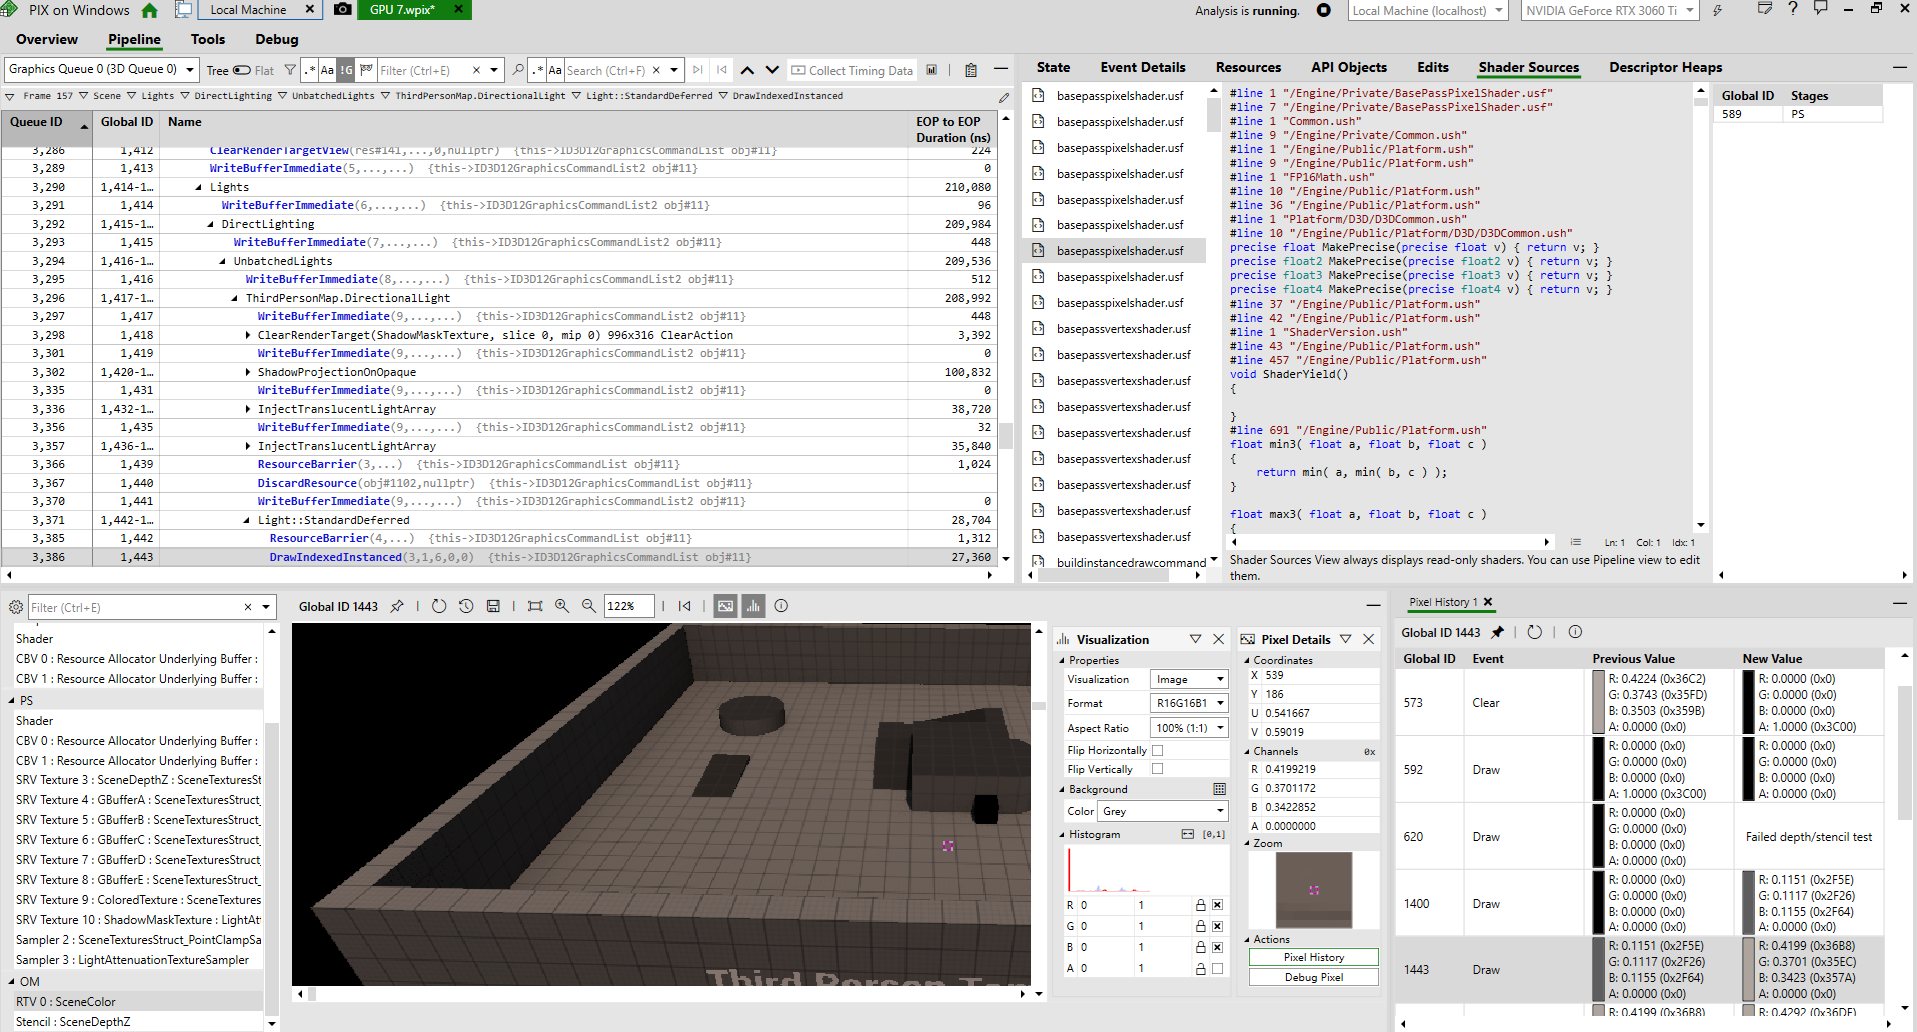 PIX on Windows
Local Machine
GPU 7.wpix*
Analysis is running.
Local Machine (localhost)
NVIDIA GeForce RTX 3060 Ti
Overview Pipeline Tools Debug
Graphics Queue 0 (3D Queue 0) Tree Flat .* Aa !G Filter (Ctrl+E) .* Aa Search (Ctrl+F) Collect Timing Data
Frame 157 Scene Lights DirectLighting UnbatchedLights ThirdPersonMap.DirectionalLight Light::StandardDeferred DrawIndexedInstanced
Queue ID Global ID Name EOP to EOP Duration (ns)
3,286 1,412 ClearRenderTargetView(res#141,...,0,nullptr) {this->ID3D12GraphicsCommandList obj#11} 224
3,289 1,413 WriteBufferImmediate(5,...,...) {this->ID3D12GraphicsCommandList2 obj#11} 0
3,290 1,414-1... Lights 210,080
3,291 1,414 WriteBufferImmediate(6,...,...) {this->ID3D12GraphicsCommandList2 obj#11} 96
3,292 1,415-1... DirectLighting 209,984
3,293 1,415 WriteBufferImmediate(7,...,...) {this->ID3D12GraphicsCommandList2 obj#11} 448
3,294 1,416-1... UnbatchedLights 209,536
3,295 1,416 WriteBufferImmediate(8,...,...) {this->ID3D12GraphicsCommandList2 obj#11} 512
3,296 1,417-1... ThirdPersonMap.DirectionalLight 208,992
3,297 1,417 WriteBufferImmediate(9,...,...) {this->ID3D12GraphicsCommandList2 obj#11} 448
3,298 1,418 ClearRenderTarget(ShadowMaskTexture, slice 0, mip 0) 996x316 ClearAction 3,392
3,301 1,419 WriteBufferImmediate(9,...,...) {this->ID3D12GraphicsCommandList2 obj#11} 0
3,302 1,420-1... ShadowProjectionOnOpaque 100,832
3,335 1,431 WriteBufferImmediate(9,...,...) {this->ID3D12GraphicsCommandList2 obj#11} 0
3,336 1,432-1... InjectTranslucentLightArray 38,720
3,356 1,435 WriteBufferImmediate(9,...,...) {this->ID3D12GraphicsCommandList2 obj#11} 32
3,357 1,436-1... InjectTranslucentLightArray 35,840
3,366 1,439 ResourceBarrier(3,...) {this->ID3D12GraphicsCommandList obj#11} 1,024
3,367 1,440 DiscardResource(obj#1102,nullptr) {this->ID3D12GraphicsCommandList obj#11}
3,370 1,441 WriteBufferImmediate(9,...,...) {this->ID3D12GraphicsCommandList2 obj#11} 0
3,371 1,442-1... Light::StandardDeferred 28,704
3,385 1,442 ResourceBarrier(4,...) {this->ID3D12GraphicsCommandList obj#11} 1,312
3,386 1,443 DrawIndexedInstanced(3,1,6,0,0) {this->ID3D12GraphicsCommandList obj#11} 27,360
State Event Details Resources API Objects Edits Shader Sources Descriptor Heaps
basepasspixelshader.usf
basepasspixelshader.usf
basepasspixelshader.usf
basepasspixelshader.usf
basepasspixelshader.usf
basepasspixelshader.usf
basepasspixelshader.usf
basepasspixelshader.usf
basepasspixelshader.usf
basepassvertexshader.usf
basepassvertexshader.usf
basepassvertexshader.usf
basepassvertexshader.usf
basepassvertexshader.usf
basepassvertexshader.usf
basepassvertexshader.usf
basepassvertexshader.usf
basepassvertexshader.usf
buildinstancedrawcommand
#line 1 "/Engine/Private/BasePassPixelShader.usf"
#line 7 "/Engine/Private/BasePassPixelShader.usf"
#line 1 "Common.ush"
#line 9 "/Engine/Private/Common.ush"
#line 1 "/Engine/Public/Platform.ush"
#line 9 "/Engine/Public/Platform.ush"
#line 1 "FP16Math.ush"
#line 10 "/Engine/Public/Platform.ush"
#line 36 "/Engine/Public/Platform.ush"
#line 1 "Platform/D3D/D3DCommon.ush"
#line 10 "/Engine/Public/Platform/D3D/D3DCommon.ush"
precise float MakePrecise(precise float v) { return v; }
precise float2 MakePrecise(precise float2 v) { return v; }
precise float3 MakePrecise(precise float3 v) { return v; }
precise float4 MakePrecise(precise float4 v) { return v; }
#line 37 "/Engine/Public/Platform.ush"
#line 42 "/Engine/Public/Platform.ush"
#line 1 "ShaderVersion.ush"
#line 43 "/Engine/Public/Platform.ush"
#line 457 "/Engine/Public/Platform.ush"
void ShaderYield()
{
}
#line 691 "/Engine/Public/Platform.ush"
float min3( float a, float b, float c )
{
return min( a, min( b, c ) );
}
float max3( float a, float b, float c )
{
Ln: 1 Col: 1 Idx: 1
Shader Sources View always displays read-only shaders. You can use Pipeline view to edit
them.
Global ID Stages
589 PS
Filter (Ctrl+E)
Shader
CBV 0 : Resource Allocator Underlying Buffer :
CBV 1 : Resource Allocator Underlying Buffer :
PS
Shader
CBV 0 : Resource Allocator Underlying Buffer :
CBV 1 : Resource Allocator Underlying Buffer :
SRV Texture 3 : SceneDepthZ : SceneTexturesSt
SRV Texture 4 : GBufferA : SceneTexturesStruct_
SRV Texture 5 : GBufferB : SceneTexturesStruct_
SRV Texture 6 : GBufferC : SceneTexturesStruct_
SRV Texture 7 : GBufferD : SceneTexturesStruct_
SRV Texture 8 : GBufferE : SceneTexturesStruct_
SRV Texture 9 : ColoredTexture : SceneTextures
SRV Texture 10 : ShadowMaskTexture : LightAt
Sampler 2 : SceneTexturesStruct_PointClampSa
Sampler 3 : LightAttenuationTextureSampler
OM
RTV 0 : SceneColor
Stencil : SceneDepthZ
Global ID 1443 122%
Third Person Tem
Visualization
Properties
Visualization Image
Format R16G16B1
Aspect Ratio 100% (1:1)
Flip Horizontally
Flip Vertically
Background
Color Grey
Histogram [0,1]
R 0 1
G 0 1
B 0 1
A 0 1
Pixel Details
Coordinates
X 539
Y 186
U 0.541667
V 0.59019
Channels 0x
R 0.4199219
G 0.3701172
B 0.3422852
A 0.0000000
Zoom
Actions
Pixel History
Debug Pixel
Pixel History 1
Global ID 1443
Global ID Event Previous Value New Value
573 Clear
R: 0.4224 (0x36C2) R: 0.0000 (0x0)
G: 0.3743 (0x35FD) G: 0.0000 (0x0)
B: 0.3503 (0x359B) B: 0.0000 (0x0)
A: 0.0000 (0x0) A: 1.0000 (0x3C00)
592 Draw
R: 0.0000 (0x0) R: 0.0000 (0x0)
G: 0.0000 (0x0) G: 0.0000 (0x0)
B: 0.0000 (0x0) B: 0.0000 (0x0)
A: 1.0000 (0x3C00) A: 0.0000 (0x0)
620 Draw
R: 0.0000 (0x0)
G: 0.0000 (0x0)
B: 0.0000 (0x0)
A: 0.0000 (0x0)
Failed depth/stencil test
1400 Draw
R: 0.0000 (0x0) R: 0.1151 (0x2F5E)
G: 0.0000 (0x0) G: 0.1117 (0x2F26)
B: 0.0000 (0x0) B: 0.1155 (0x2F64)
A: 0.0000 (0x0) A: 0.0000 (0x0)
1443 Draw
R: 0.1151 (0x2F5E) R: 0.4199 (0x36B8)
G: 0.1117 (0x2F26) G: 0.3701 (0x35EC)
B: 0.1155 (0x2F64) B: 0.3423 (0x357A)
A: 0.0000 (0x0) A: 0.0000 (0x0)
R: 0.4199 (0x36B8) R: 0.4292 (0x36DE)